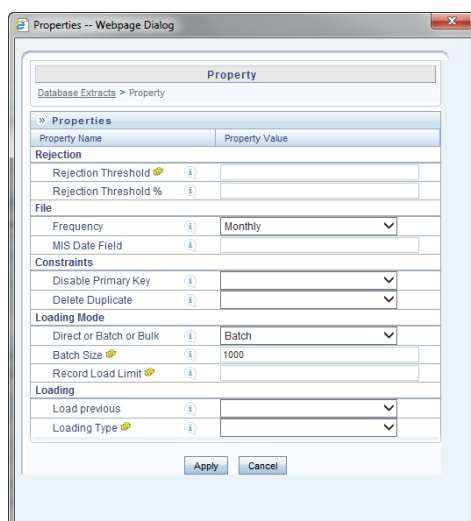 Properties -- Webpage Dialog
Property
Database Extracts > Property
» Properties
Property Name Property Value
Rejection
Rejection Threshold
Rejection Threshold %
File
Frequency Monthly
MIS Date Field
Constraints
Disable Primary Key
Delete Duplicate
Loading Mode
Direct or Batch or Bulk Batch
Batch Size 1000
Record Load Limit
Loading
Load previous
Loading Type
Apply Cancel